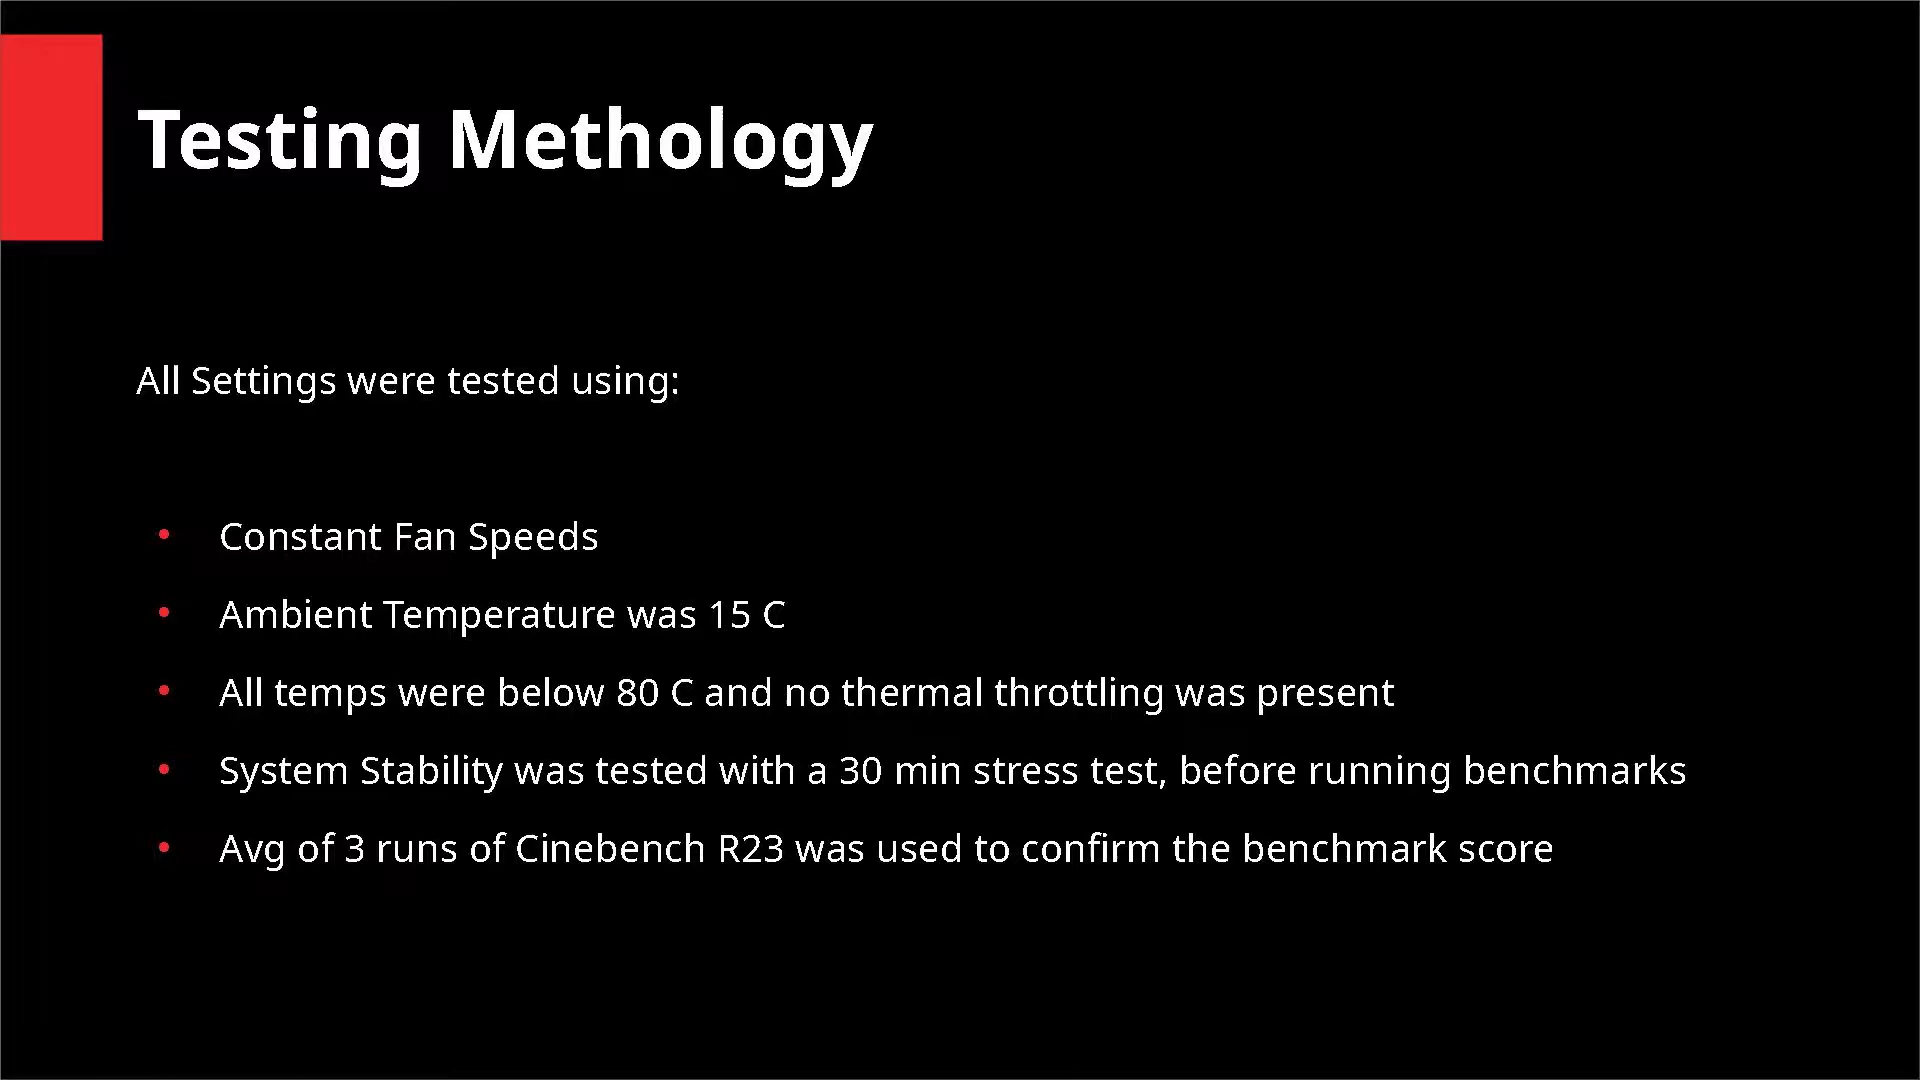 Testing Methology
All Settings were tested using:
• Constant Fan Speeds
• Ambient Temperature was 15 C
• All temps were below 80 C and no thermal throttling was present
• System Stability was tested with a 30 min stress test, before running benchmarks
• Avg of 3 runs of Cinebench R23 was used to confirm the benchmark score